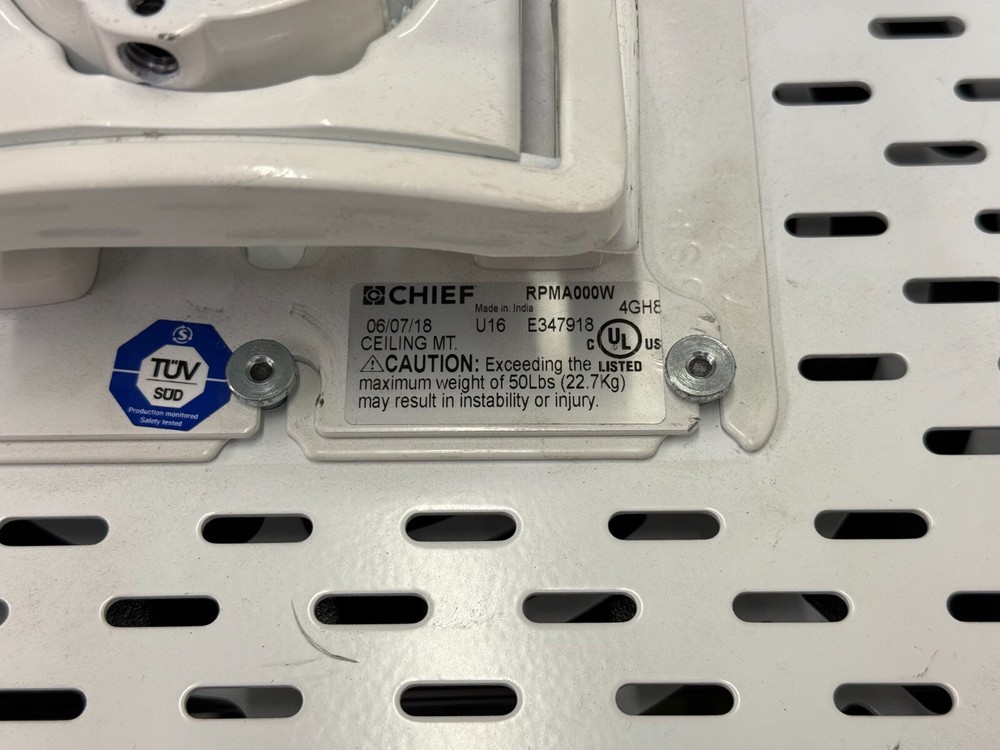 CHIEF RPMA000W
Made in. India 4GH8
06/07/18 U16 E347918
CEILING MT.
C UL US
LISTED
CAUTION: Exceeding the
maximum weight of 50Lbs (22.7Kg)
may result in instability or injury.
S
TÜV
SÜD
Production monitored
Safety tested